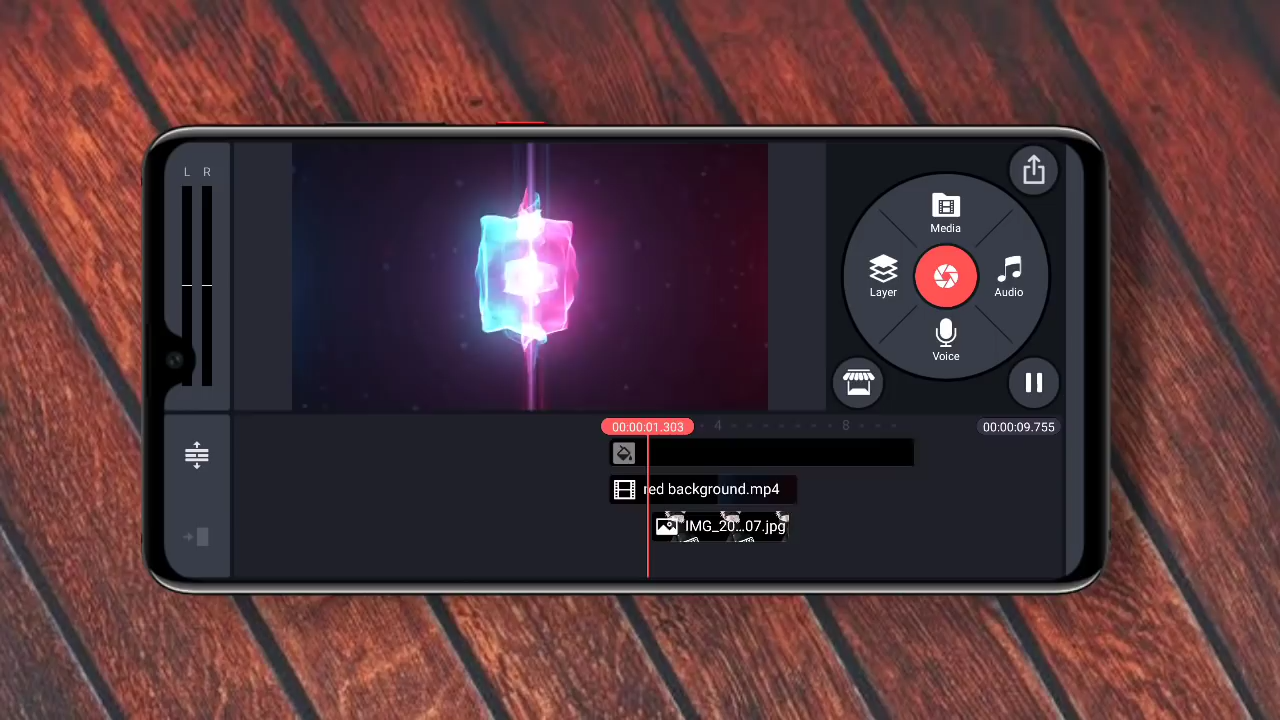 L R
Media
Layer
Audio
Voice
00:00:01.303
4
8
00:00:09.755
red background.mp4
IMG_20...07.jpg